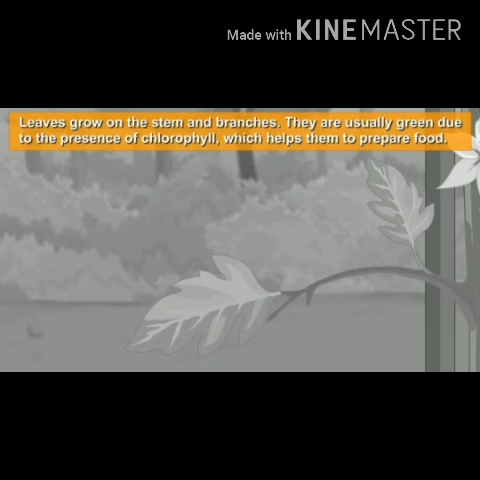 Made with KINEMASTER
Leaves grow on the stem and branches. They are usually green due
to the presence of chlorophyll, which helps them to prepare food.